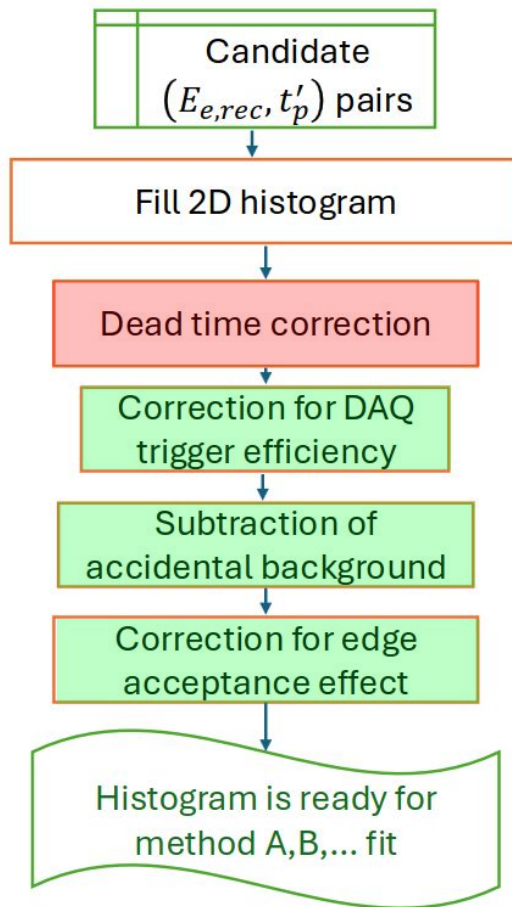 Candidate
(E_{e,rec}, t'_p) pairs
Fill 2D histogram
Dead time correction
Correction for DAQ
trigger efficiency
Subtraction of
accidental background
Correction for edge
acceptance effect
Histogram is ready for
method A,B,... fit